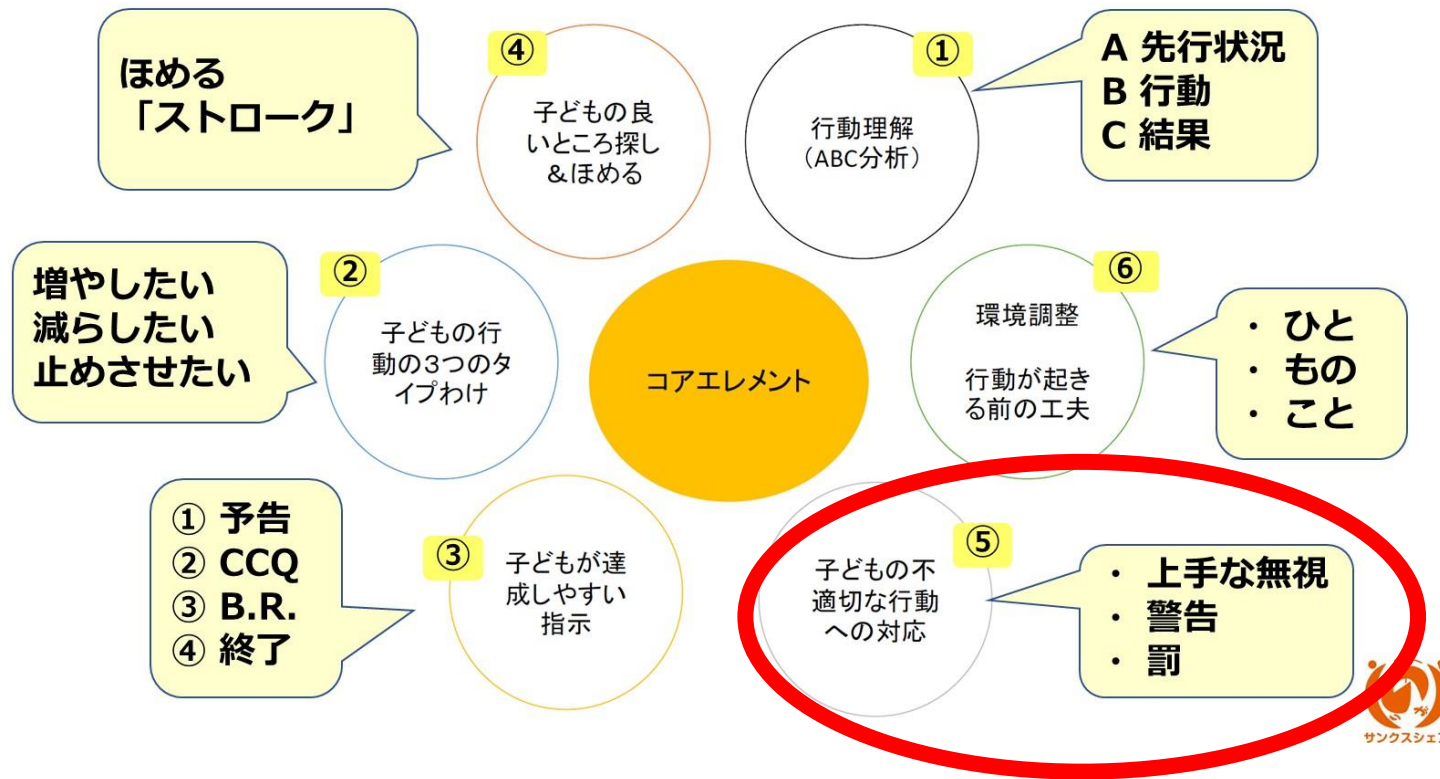 ほめる
「ストローク」
④
子どもの良
いところ探し
&ほめる
①
行動理解
(ABC分析)
A 先行状況
B 行動
C 結果
増やしたい
減らしたい
止めさせたい
②
子どもの行
動の3つのタ
イプわけ
コアエレメント
⑥
環境調整
行動が起き
る前の工夫
・ ひと
・ もの
・ こと
① 予告
② CCQ
③ B.R.
④ 終了
③
子どもが達
成しやすい
指示
⑤
子どもの不
適切な行動
への対応
・ 上手な無視
・ 警告
・ 罰
サンクスシェア